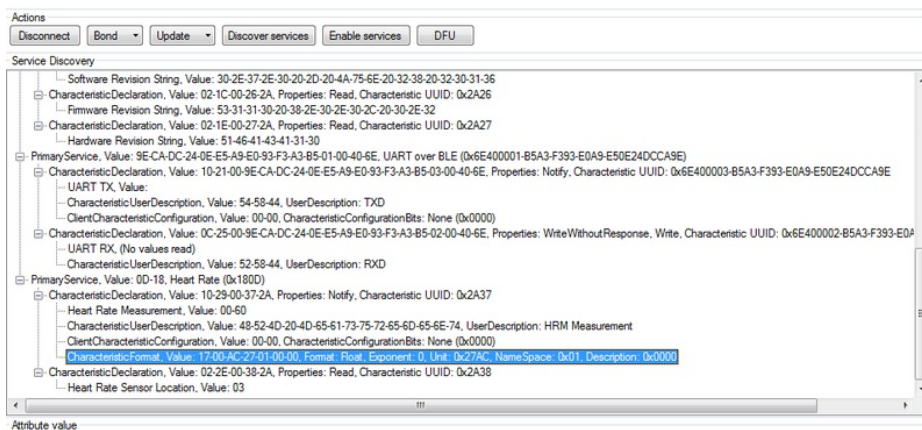 Actions
Disconnect Bond Update Discover services Enable services DFU
Service Discovery
Software Revision String, Value: 30-2E-37-2E-30-20-2D-20-4A-75-6E-20-32-38-20-32-30-31-36
CharacteristicDeclaration, Value: 02-1C-00-26-2A, Properties: Read, Characteristic UUID: 0x2A26
Firmware Revision String, Value: 53-31-31-30-20-38-2E-30-2E-30-2C-20-30-2E-32
CharacteristicDeclaration, Value: 02-1E-00-27-2A, Properties: Read, Characteristic UUID: 0x2A27
Hardware Revision String, Value: 51-46-41-43-41-31-30
PrimaryService, Value: 9E-CA-DC-24-0E-E5-A9-E0-93-F3-A3-B5-01-00-40-6E, UART over BLE (0x6E400001-B5A3-F393-E0A9-E50E24DCCA9E)
CharacteristicDeclaration, Value: 10-21-00-9E-CA-DC-24-0E-E5-A9-E0-93-F3-A3-B5-03-00-40-6E, Properties: Notify, Characteristic UUID: 0x6E400003-B5A3-F393-E0A9-E50E24DCCA9E
UART TX, Value:
CharacteristicUserDescription, Value: 54-58-44, UserDescription: TXD
ClientCharacteristicConfiguration, Value: 00-00, CharacteristicConfigurationBits: None (0x0000)
CharacteristicDeclaration, Value: 0C-25-00-9E-CA-DC-24-0E-E5-A9-E0-93-F3-A3-B5-02-00-40-6E, Properties: WriteWithoutResponse, Write, Characteristic UUID: 0x6E400002-B5A3-F393-E0A
UART RX, (No values read)
CharacteristicUserDescription, Value: 52-58-44, UserDescription: RXD
PrimaryService, Value: 0D-18, Heart Rate (0x180D)
CharacteristicDeclaration, Value: 10-29-00-37-2A, Properties: Notify, Characteristic UUID: 0x2A37
Heart Rate Measurement, Value: 00-60
CharacteristicUserDescription, Value: 48-52-4D-20-4D-65-61-73-75-72-65-6D-65-6E-74, UserDescription: HRM Measurement
ClientCharacteristicConfiguration, Value: 00-00, CharacteristicConfigurationBits: None (0x0000)
CharacteristicFormat, Value: 17-00-AC-27-01-00-00, Format: Rloat, Exponent: 0, Unit: 0x27AC, NameSpace: 0x01, Description: 0x0000
CharacteristicDeclaration, Value: 02-2E-00-38-2A, Properties: Read, Characteristic UUID: 0x2A38
Heart Rate Sensor Location, Value: 03
Attribute value